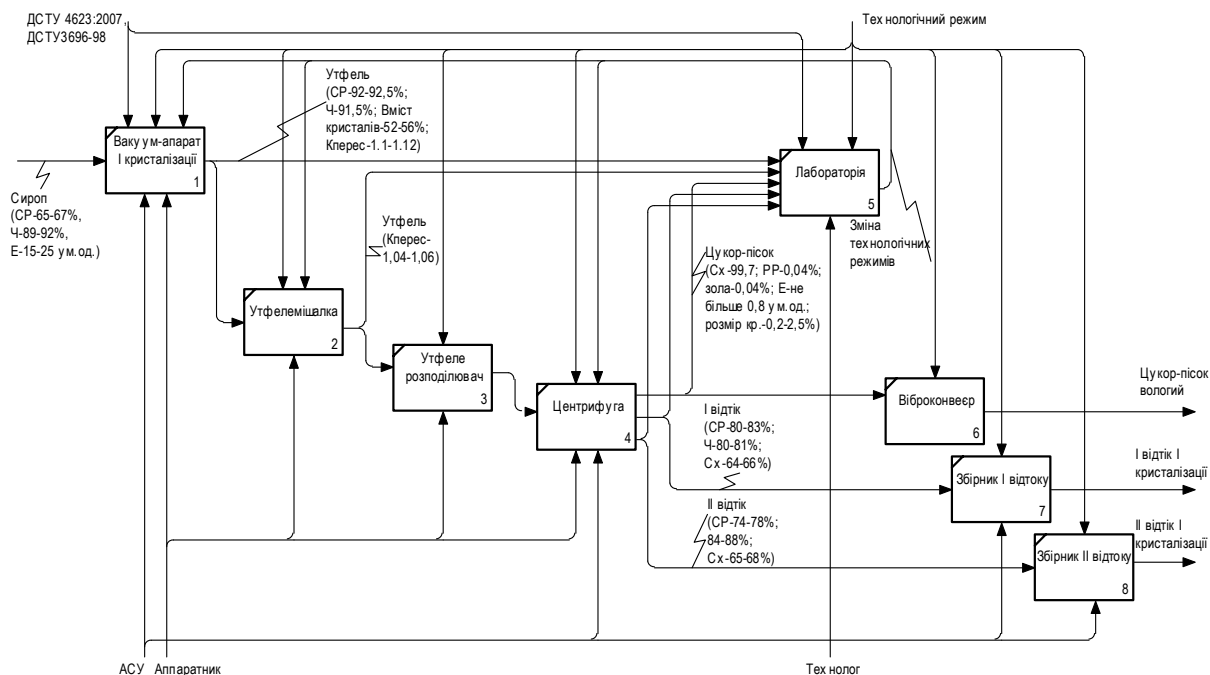 ДСТУ 4623:2007,
ДСТУ3696-98
Технологічний режим
Утфель
(СР-92-92,5%;
Ч-91,5%; Вміст
кристалів-52-56%;
Кперес-1.1-1.12)
Вакуум-апарат
І кристалізації
1
Сироп
(СР-65-67%,
Ч-89-92%,
Е-15-25 ум.од.)
Лабораторія
5
Зміна
технологічних
режимів
Утфель
(Кперес-
1,04-1,06)
Цукор-пісок
(Сх-99,7; РР-0,04%;
зола-0,04%; Е-не
більше 0,8 ум.од.;
розмір кр.-0,2-2,5%)
Утфелемішалка
2
Утфеле
розподілювач
3
Центрифуга
4
Віброконвеєр
6
Цукор-пісок
вологий
І відтік
(СР-80-83%;
Ч-80-81%;
Сх-64-66%)
Збірник І відтоку
7
І відтік І
кристалізації
ІІ відтік
(СР-74-78%;
84-88%;
Сх-65-68%)
Збірник ІІ відтоку
8
ІІ відтік І
кристалізації
АСУ
Аппаратник
Технолог